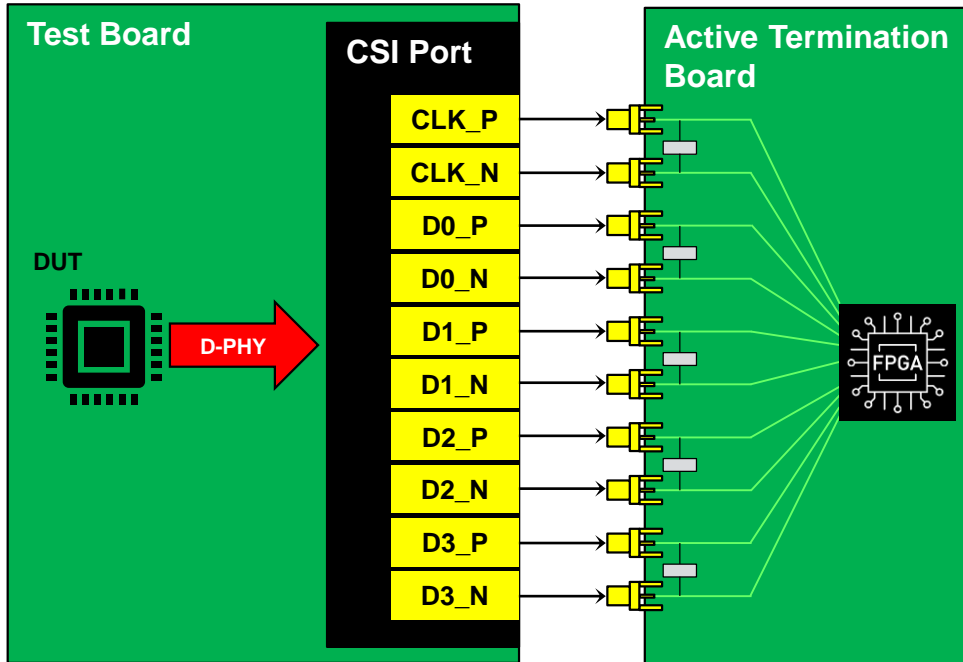 Test Board
CSI Port
Active Termination
Board
CLK_P
CLK_N
D0_P
D0_N
D1_P
D1_N
D2_P
D2_N
D3_P
D3_N
DUT
D-PHY
FPGA